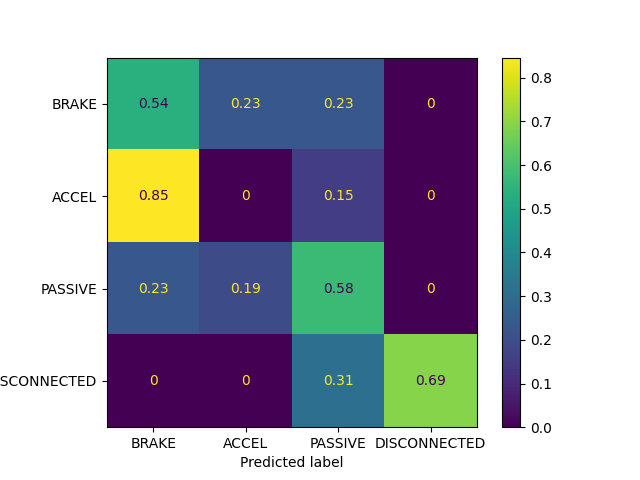 BRAKE 0.54 0.23 0.23 0
ACCEL 0.85 0 0.15 0
PASSIVE 0.23 0.19 0.58 0
SCONNECTED 0 0 0.31 0.69
BRAKE ACCEL PASSIVE DISCONNECTED
Predicted label
0.8
0.7
0.6
0.5
0.4
0.3
0.2
0.1
0.0